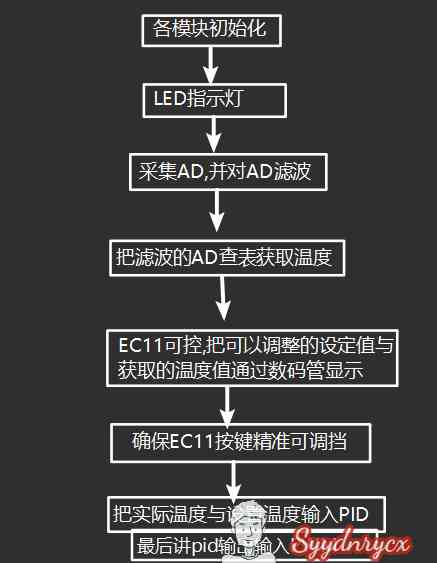 各模块初始化
LED指示灯
采集AD,并对AD滤波
把滤波的AD查表获取温度
EC11可控,把可以调整的设定值与
获取的温度值通过数码管显示
确保EC11按键精准可调挡
把实际温度与设置温度输入PID
最后讲pid输出输入
Syydnrycx